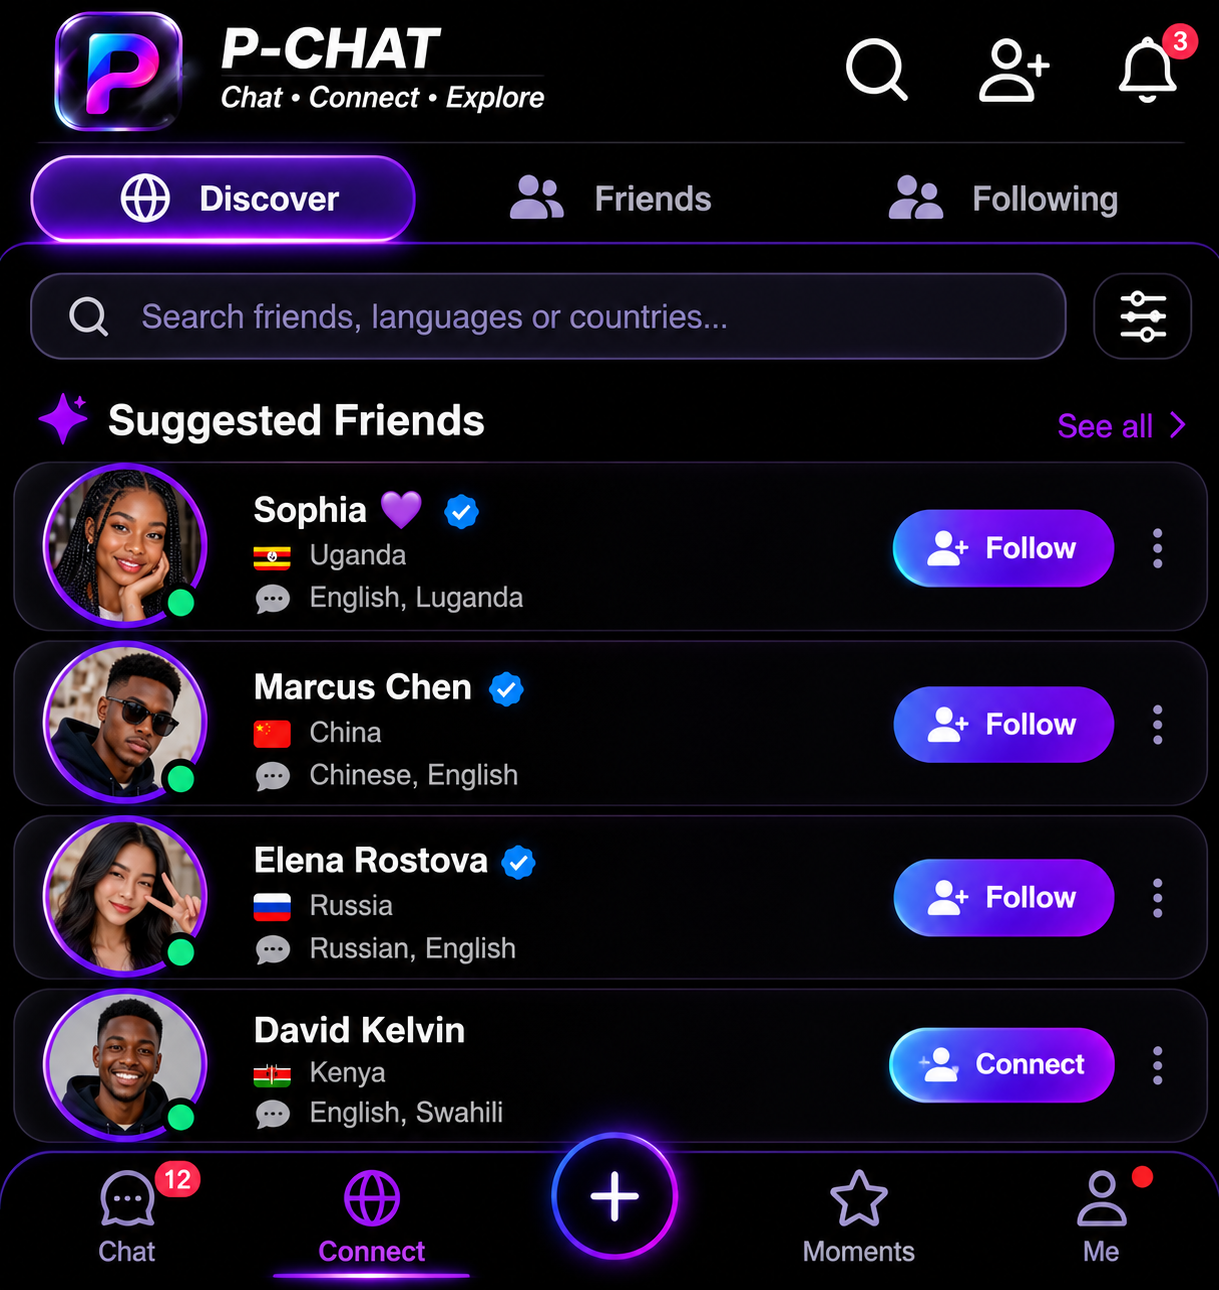 P-CHAT
Chat • Connect • Explore
3
Discover
Friends
Following
Search friends, languages or countries...
Suggested Friends
See all
Sophia 💜
Uganda
English, Luganda
Follow
Marcus Chen
China
Chinese, English
Follow
Elena Rostova
Russia
Russian, English
Follow
David Kelvin
Kenya
English, Swahili
Connect
12
Chat
Connect
Moments
Me